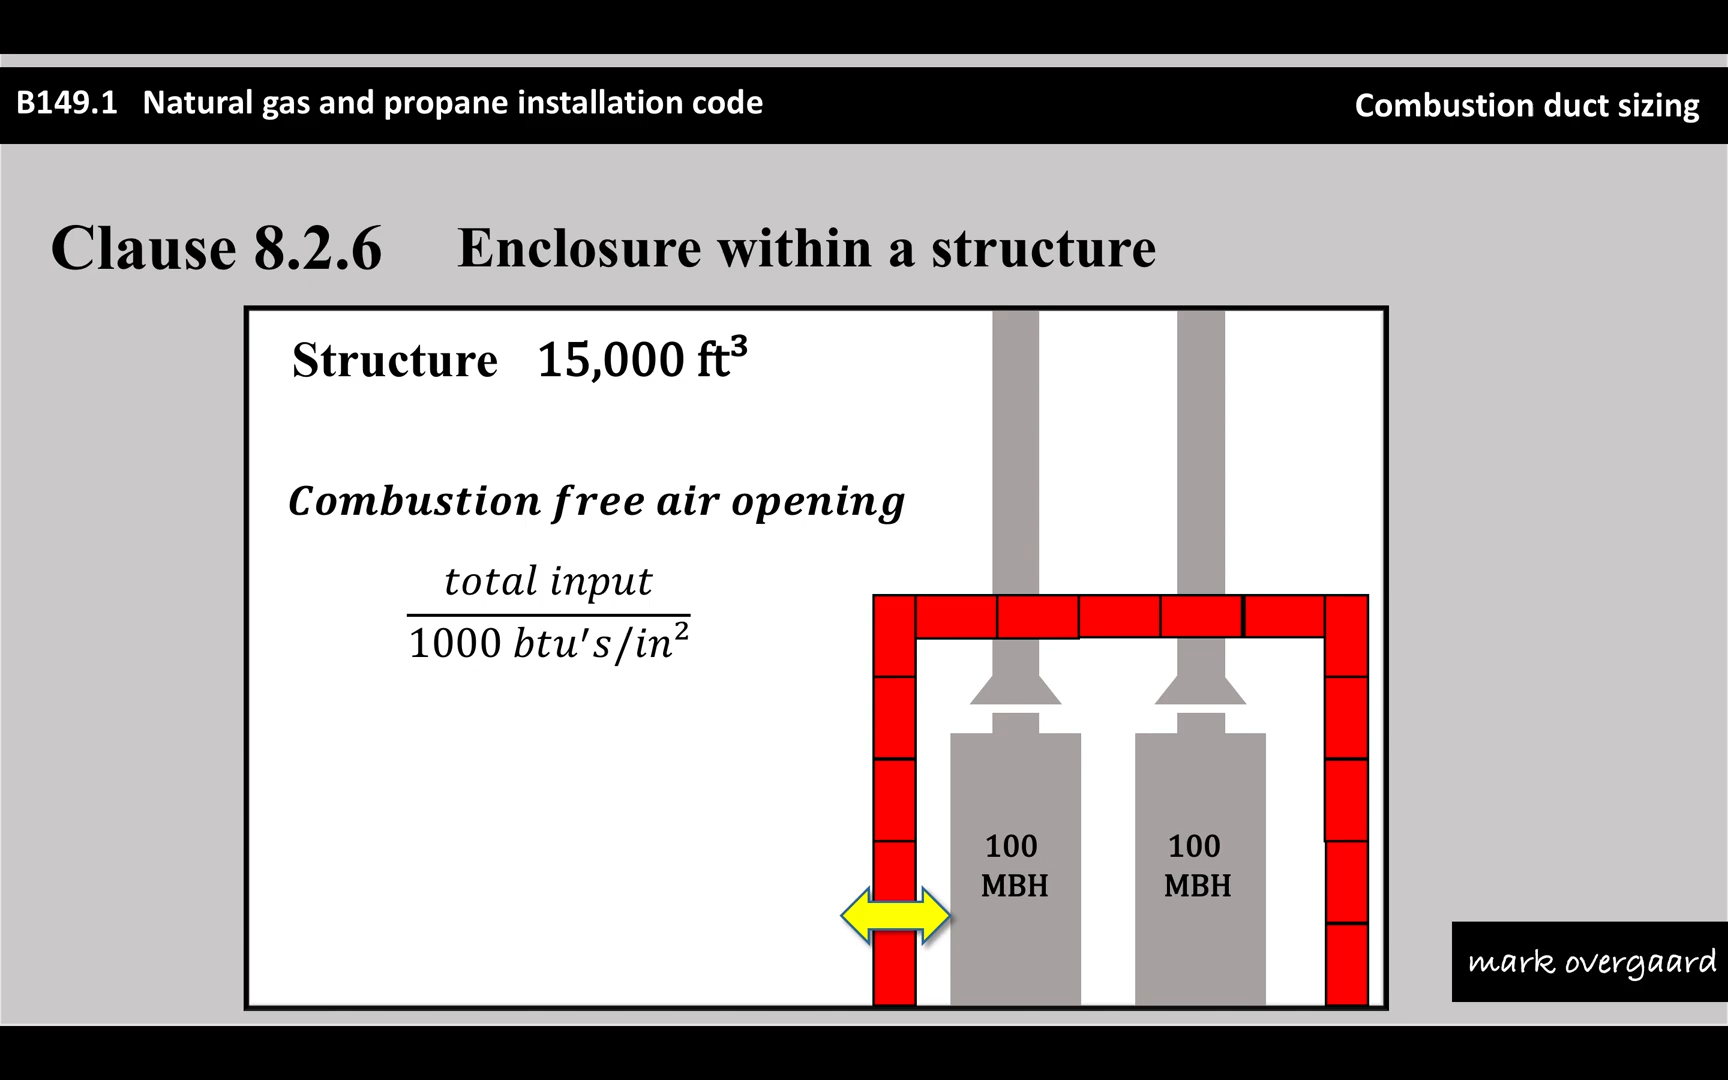 B149.1 Natural gas and propane installation code
Combustion duct sizing
Clause 8.2.6 Enclosure within a structure
Structure 15,000 ft³
Combustion free air opening
total input
1000 btu's/in²
100
MBH
100
MBH
mark overgaard